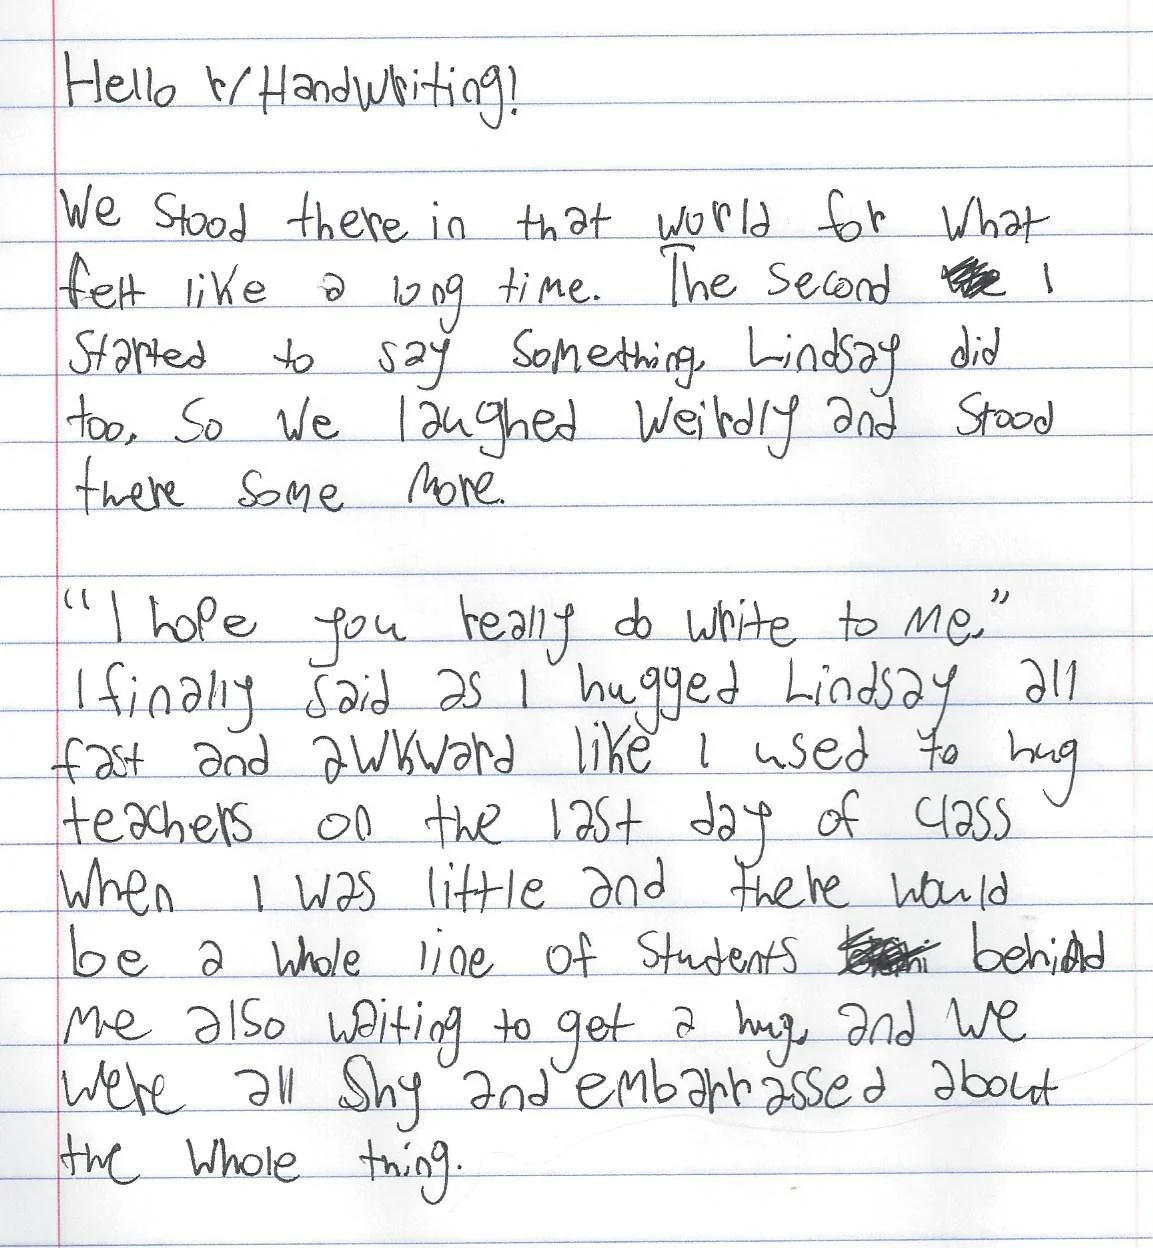 Hello r/Handwriting!
We stood there in that world for what
felt like a long time. The second I
started to say something, Lindsay did
too, so we laughed weirdly and stood
there some more.
"I hope you really do write to me,"
I finally said as I hugged Lindsay all
fast and awkward like I used to hug
teachers on the last day of class
when I was little and there would
be a whole line of students behind
me also waiting to get a hug, and we
were all shy and embarrassed about
the whole thing.